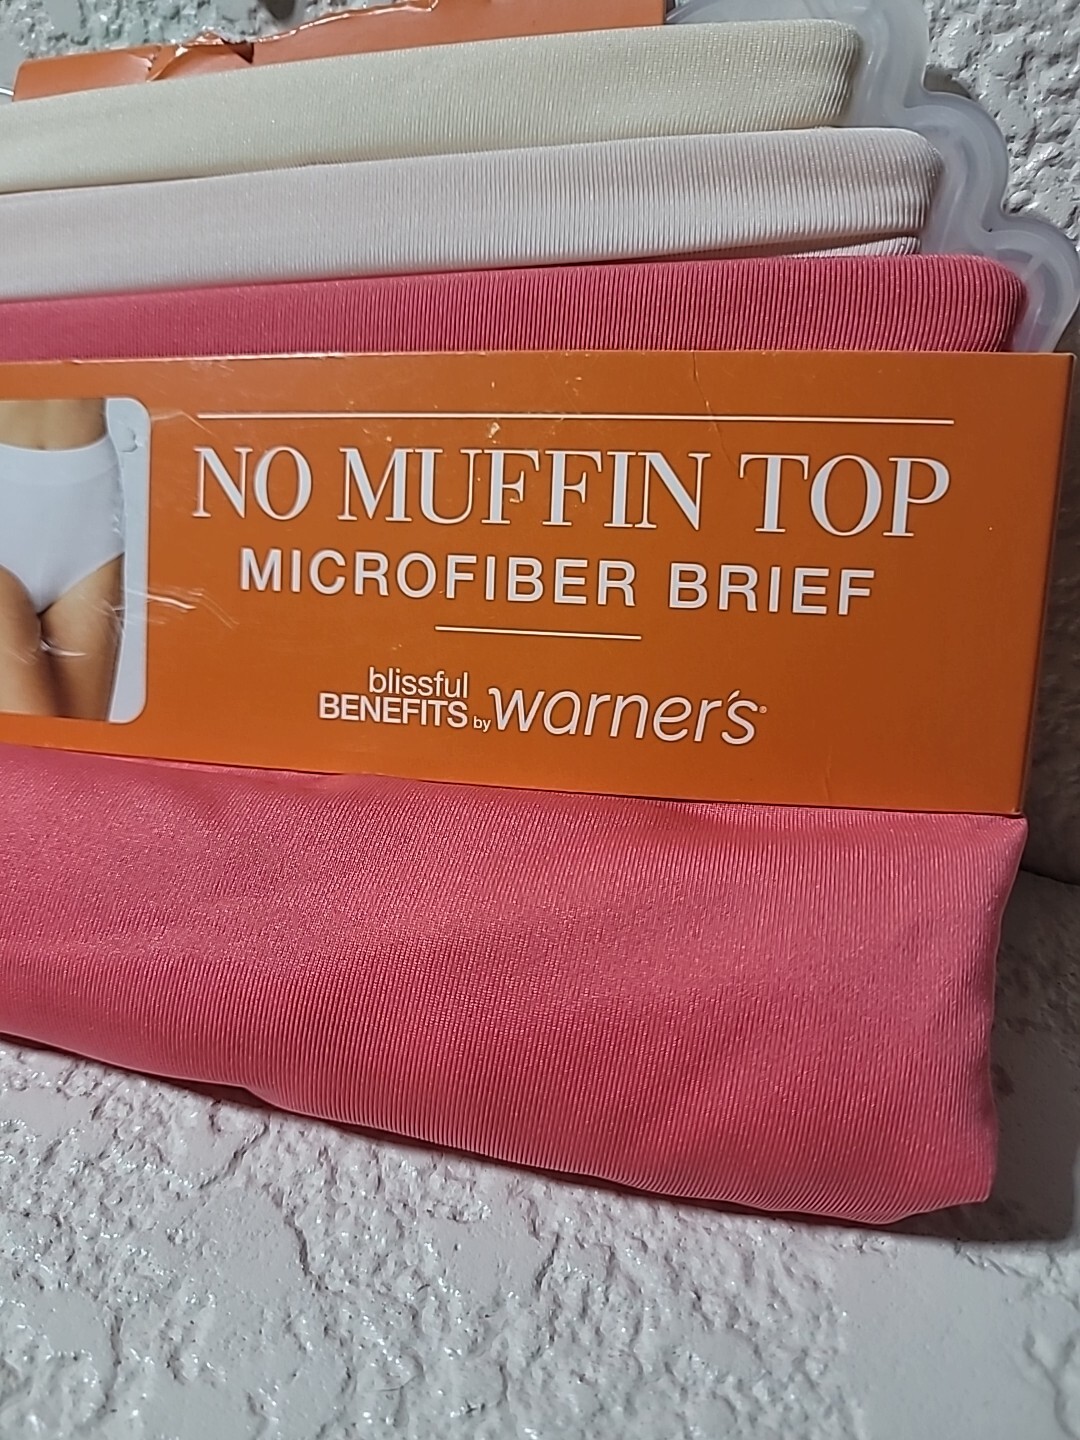 NO MUFFIN TOP
MICROFIBER BRIEF
blissful
BENEFITS by warner's®